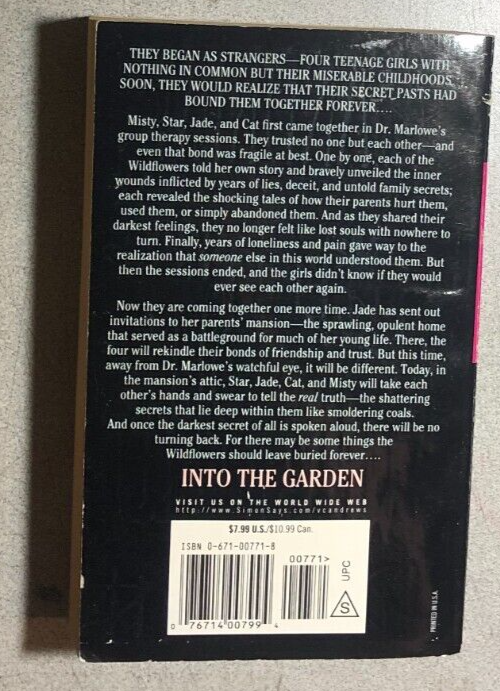 THEY BEGAN AS STRANGERS—FOUR TEENAGE GIRLS WITH
NOTHING IN COMMON BUT THEIR MISERABLE CHILDHOODS.
SOON, THEY WOULD REALIZE THAT THEIR SECRET PASTS HAD
BOUND THEM TOGETHER FOREVER....
Misty, Star, Jade, and Cat first came together in Dr. Marlowe's
group therapy sessions. They trusted no one but each other—and
even that bond was fragile at best. One by one, each of the
Wildflowers told her own story and bravely unveiled the inner
wounds inflicted by years of lies, deceit, and untold family secrets;
each revealed the shocking tales of how their parents hurt them,
used them, or simply abandoned them. And as they shared their
darkest feelings, they no longer felt like lost souls with nowhere to
turn. Finally, years of loneliness and pain gave way to the
realization that someone else in this world understood them. But
then the sessions ended, and the girls didn't know if they would
ever see each other again.
Now they are coming together one more time. Jade has sent out
invitations to her parents' mansion—the sprawling, opulent home
that served as a battleground for much of her young life. There, the
four will rekindle their bonds of friendship and trust. But this time,
away from Dr. Marlowe's watchful eye, it will be different. Today, in
the mansion's attic, Star, Jade, Cat, and Misty will take each
other's hands and swear to tell the real truth—the shattering
secrets that lie deep within them like smoldering coals.
And once the darkest secret of all is spoken aloud, there will be no
turning back. For there may be some things the
Wildflowers should leave buried forever....
INTO THE GARDEN
VISIT US ON THE WORLD WIDE WEB
http://www.SimonSays.com/vcandrews
$7.99 U.S./$10.99 Can.
ISBN 0-671-00771-8
00771>
UPC
S
0 76714 00799 4
PRINTED IN U.S.A.